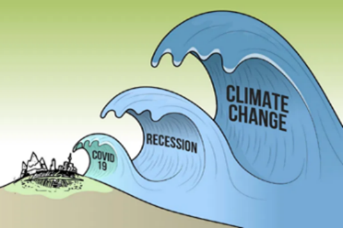 COVID
19
RECESSION
CLIMATE
CHANGE